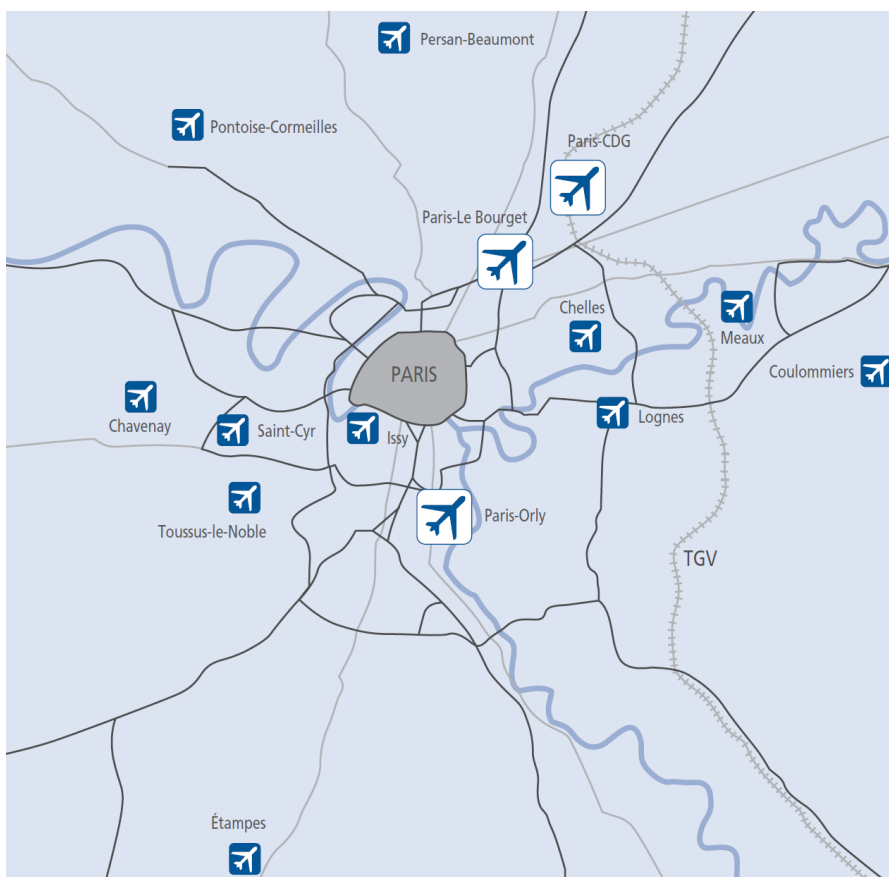 Persan-Beaumont
Pontoise-Cormeilles
Paris-CDG
Paris-Le Bourget
Chelles
Meaux
PARIS
Coulommiers
Chavenay
Saint-Cyr
Issy
Lognes
Toussus-le-Noble
Paris-Orly
TGV
Étampes